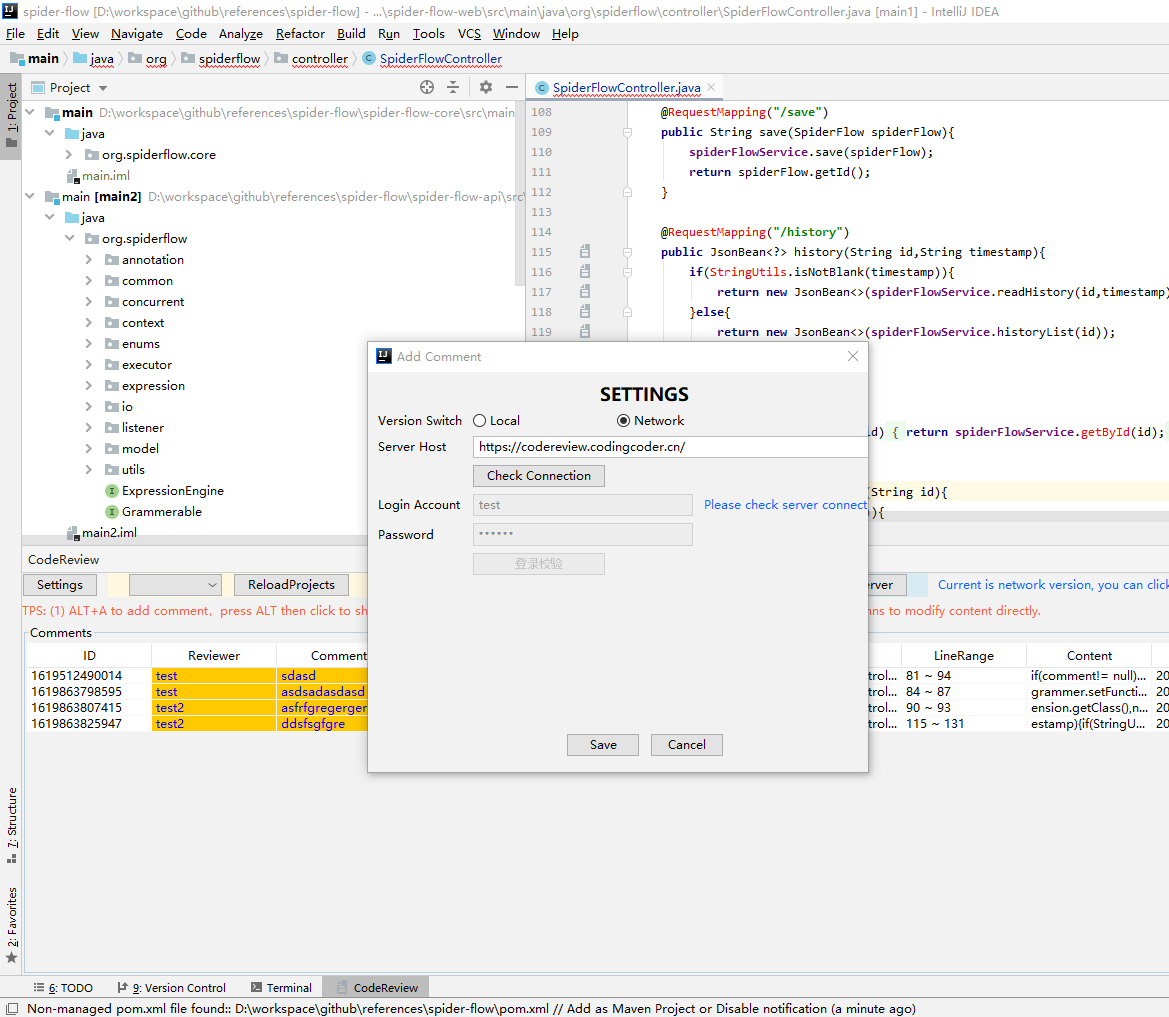 spider-flow [D:\workspace\github\references\spider-flow] - ...\spider-flow-web\src\main\java\org\spiderflow\controller\SpiderFlowController.java [main1] - IntelliJ IDEA
File Edit View Navigate Code Analyze Refactor Build Run Tools VCS Window Help
main java org spiderflow controller SpiderFlowController
1: Project
Project
SpiderFlowController.java
main D:\workspace\github\references\spider-flow\spider-flow-core\src\main
java
org.spiderflow.core
main.iml
main [main2] D:\workspace\github\references\spider-flow\spider-flow-api\src\
java
org.spiderflow
annotation
common
concurrent
context
enums
executor
expression
io
listener
model
utils
ExpressionEngine
Grammerable
main2.iml
108 @RequestMapping("/save")
109 public String save(SpiderFlow spiderFlow){
110 spiderFlowService.save(spiderFlow);
111 return spiderFlow.getId();
112 }
113
114 @RequestMapping("/history")
115 public JsonBean<?> history(String id,String timestamp){
116 if(StringUtils.isNotBlank(timestamp)){
117 return new JsonBean<>(spiderFlowService.readHistory(id,timestamp)
118 }else{
119 return new JsonBean<>(spiderFlowService.historyList(id));
id) { return spiderFlowService.getById(id);
(String id){
)){
Add Comment
SETTINGS
Version Switch Local Network
Server Host https://codereview.codingcoder.cn/
Check Connection
Login Account test Please check server connect
Password ••••••
登录校验
Save Cancel
CodeReview
Settings ReloadProjects erver Current is network version, you can click
TPS: (1) ALT+A to add comment, press ALT then click to sh
nns to modify content directly.
Comments
ID Reviewer Comment LineRange Content
1619512490014 test sdasd trol... 81 ~ 94 if(comment!= null)... 20
1619863798595 test asdsadasdasd trol... 84 ~ 87 grammer.setFuncti... 20
1619863807415 test2 asfrfgregerger trol... 90 ~ 93 ension.getClass(),n... 20
1619863825947 test2 ddsfsgfgre trol... 115 ~ 131 estamp){if(StringU... 20
7: Structure
2: Favorites
6: TODO 9: Version Control Terminal CodeReview
Non-managed pom.xml file found:: D:\workspace\github\references\spider-flow\pom.xml // Add as Maven Project or Disable notification (a minute ago)